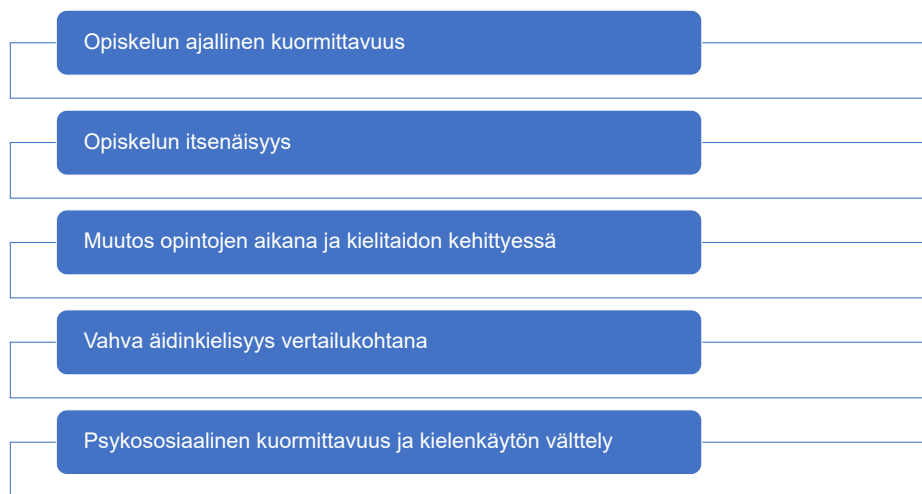 Opiskelun ajallinen kuormittavuus
Opiskelun itsenäisyys
Muutos opintojen aikana ja kielitaidon kehittyessä
Vahva äidinkielisyys vertailukohtana
Psykososiaalinen kuormittavuus ja kielenkäytön välttely